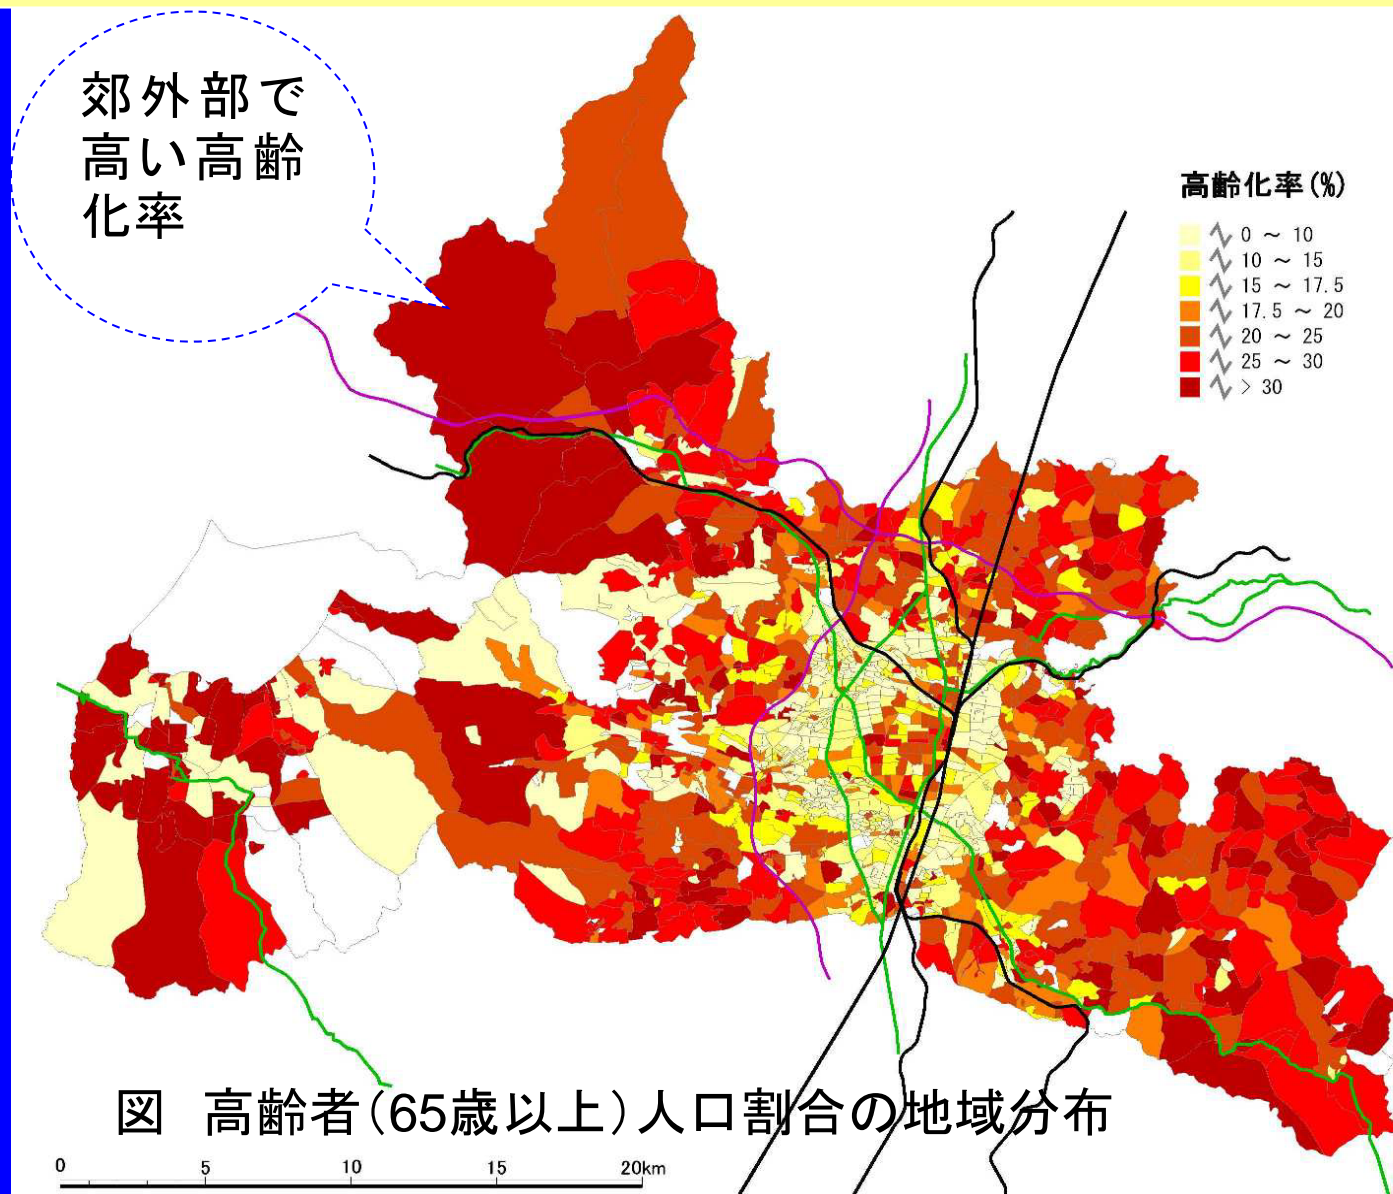 郊外部で
高い高齢
化率
高齢化率(%)
0 ～ 10
10 ～ 15
15 ～ 17.5
17.5 ～ 20
20 ～ 25
25 ～ 30
> 30
図 高齢者(65歳以上)人口割合の地域分布
0 5 10 15 20km